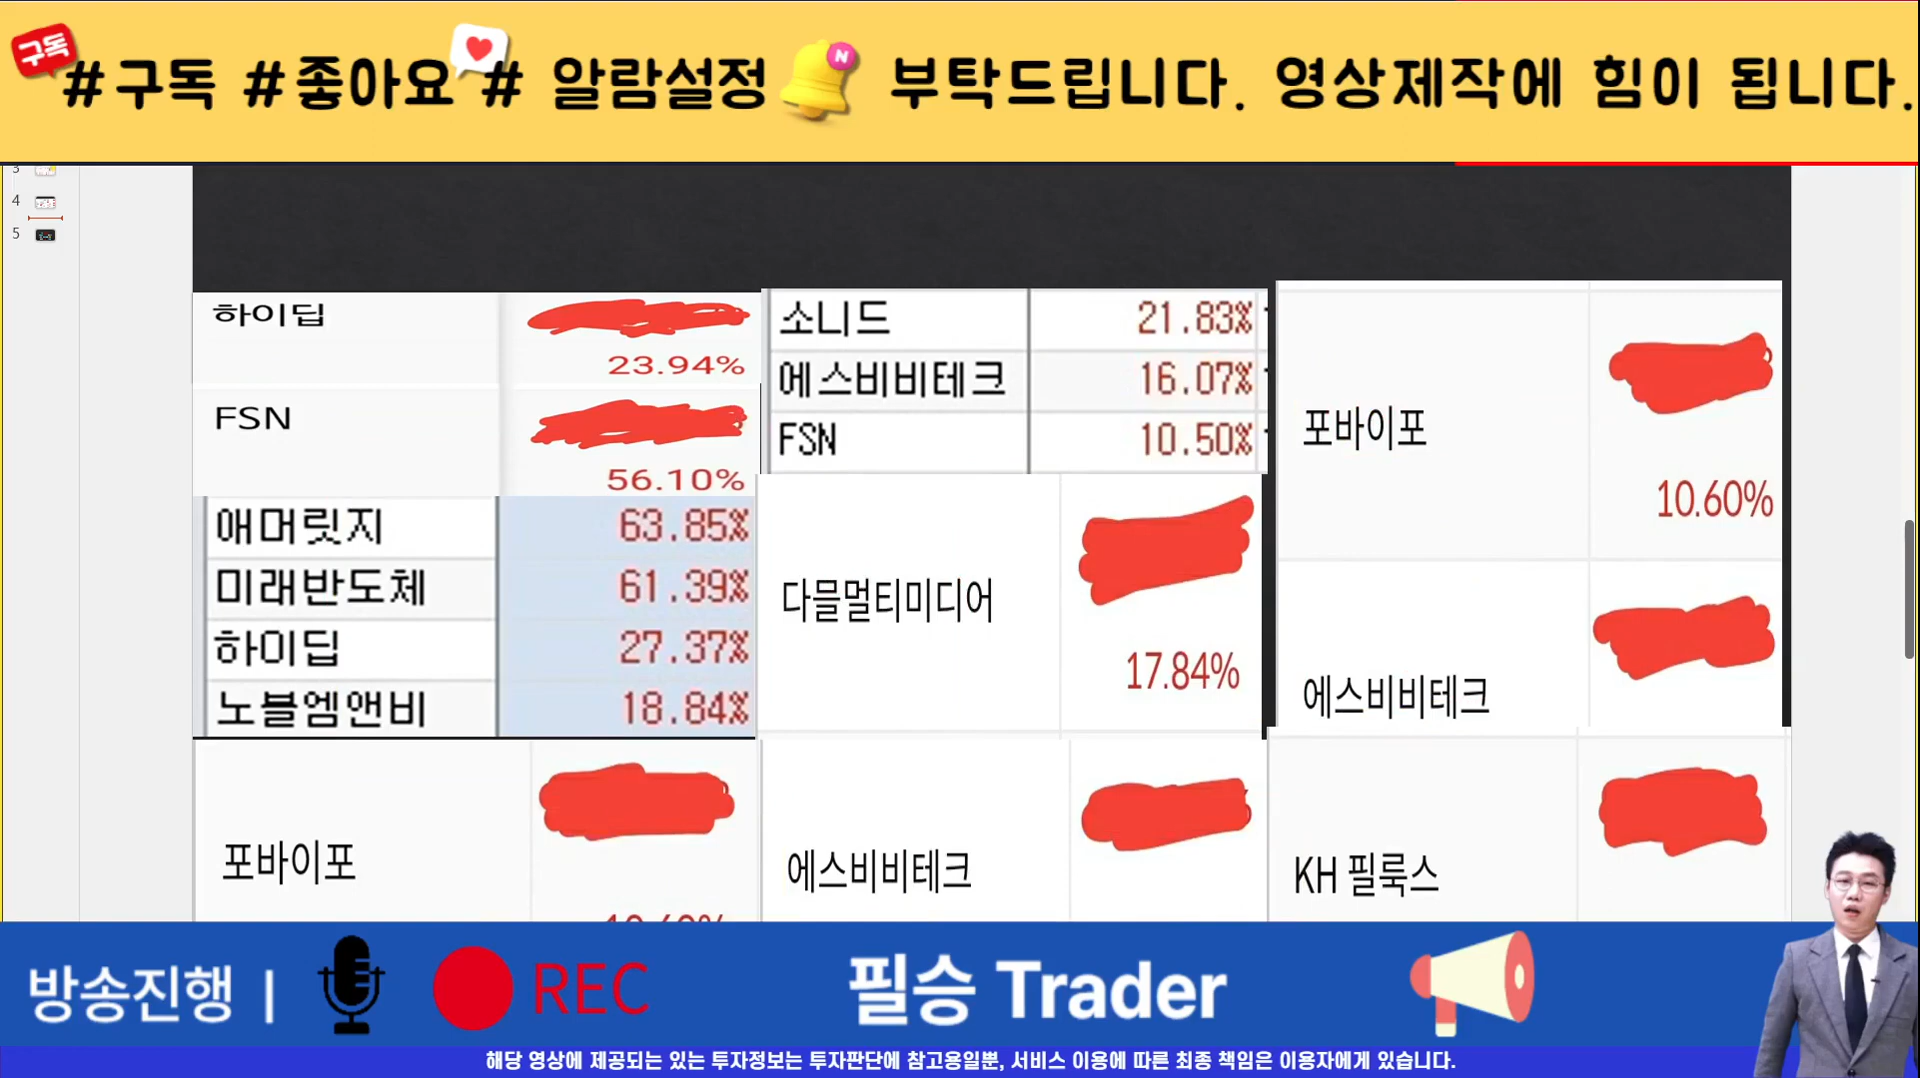 구독
#구독 #좋아요 # 알람설정 N 부탁드립니다. 영상제작에 힘이 됩니다.
3
4
5
하이딥
23.94%
FSN
56.10%
애머릿지 63.85%
미래반도체 61.39%
하이딥 27.37%
노블엠앤비 18.84%
소니드 21.83%
에스비비테크 16.07%
FSN 10.50%
다믈멀티미디어
17.84%
포바이포
10.60%
에스비비테크
포바이포
에스비비테크
KH 필룩스
방송진행 | REC 필승 Trader
해당 영상에 제공되는 있는 투자정보는 투자판단에 참고용일뿐, 서비스 이용에 따른 최종 책임은 이용자에게 있습니다.